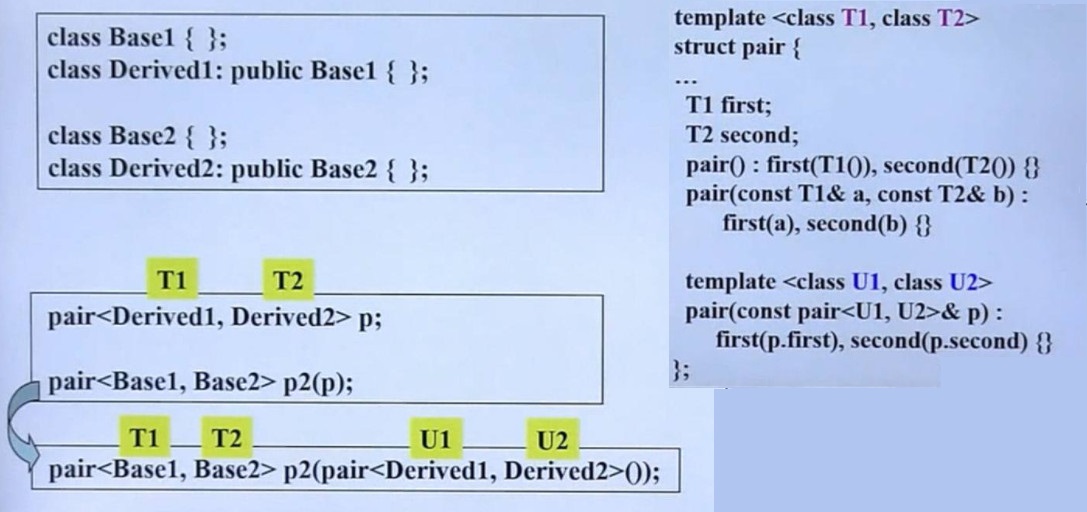 class Base1 { };
class Derived1: public Base1 { };
class Base2 { };
class Derived2: public Base2 { };
T1 T2
pair<Derived1, Derived2> p;
pair<Base1, Base2> p2(p);
T1 T2 U1 U2
pair<Base1, Base2> p2(pair<Derived1, Derived2>());
template <class T1, class T2>
struct pair {
...
T1 first;
T2 second;
pair() : first(T1()), second(T2()) {}
pair(const T1& a, const T2& b) :
first(a), second(b) {}
template <class U1, class U2>
pair(const pair<U1, U2>& p) :
first(p.first), second(p.second) {}
};